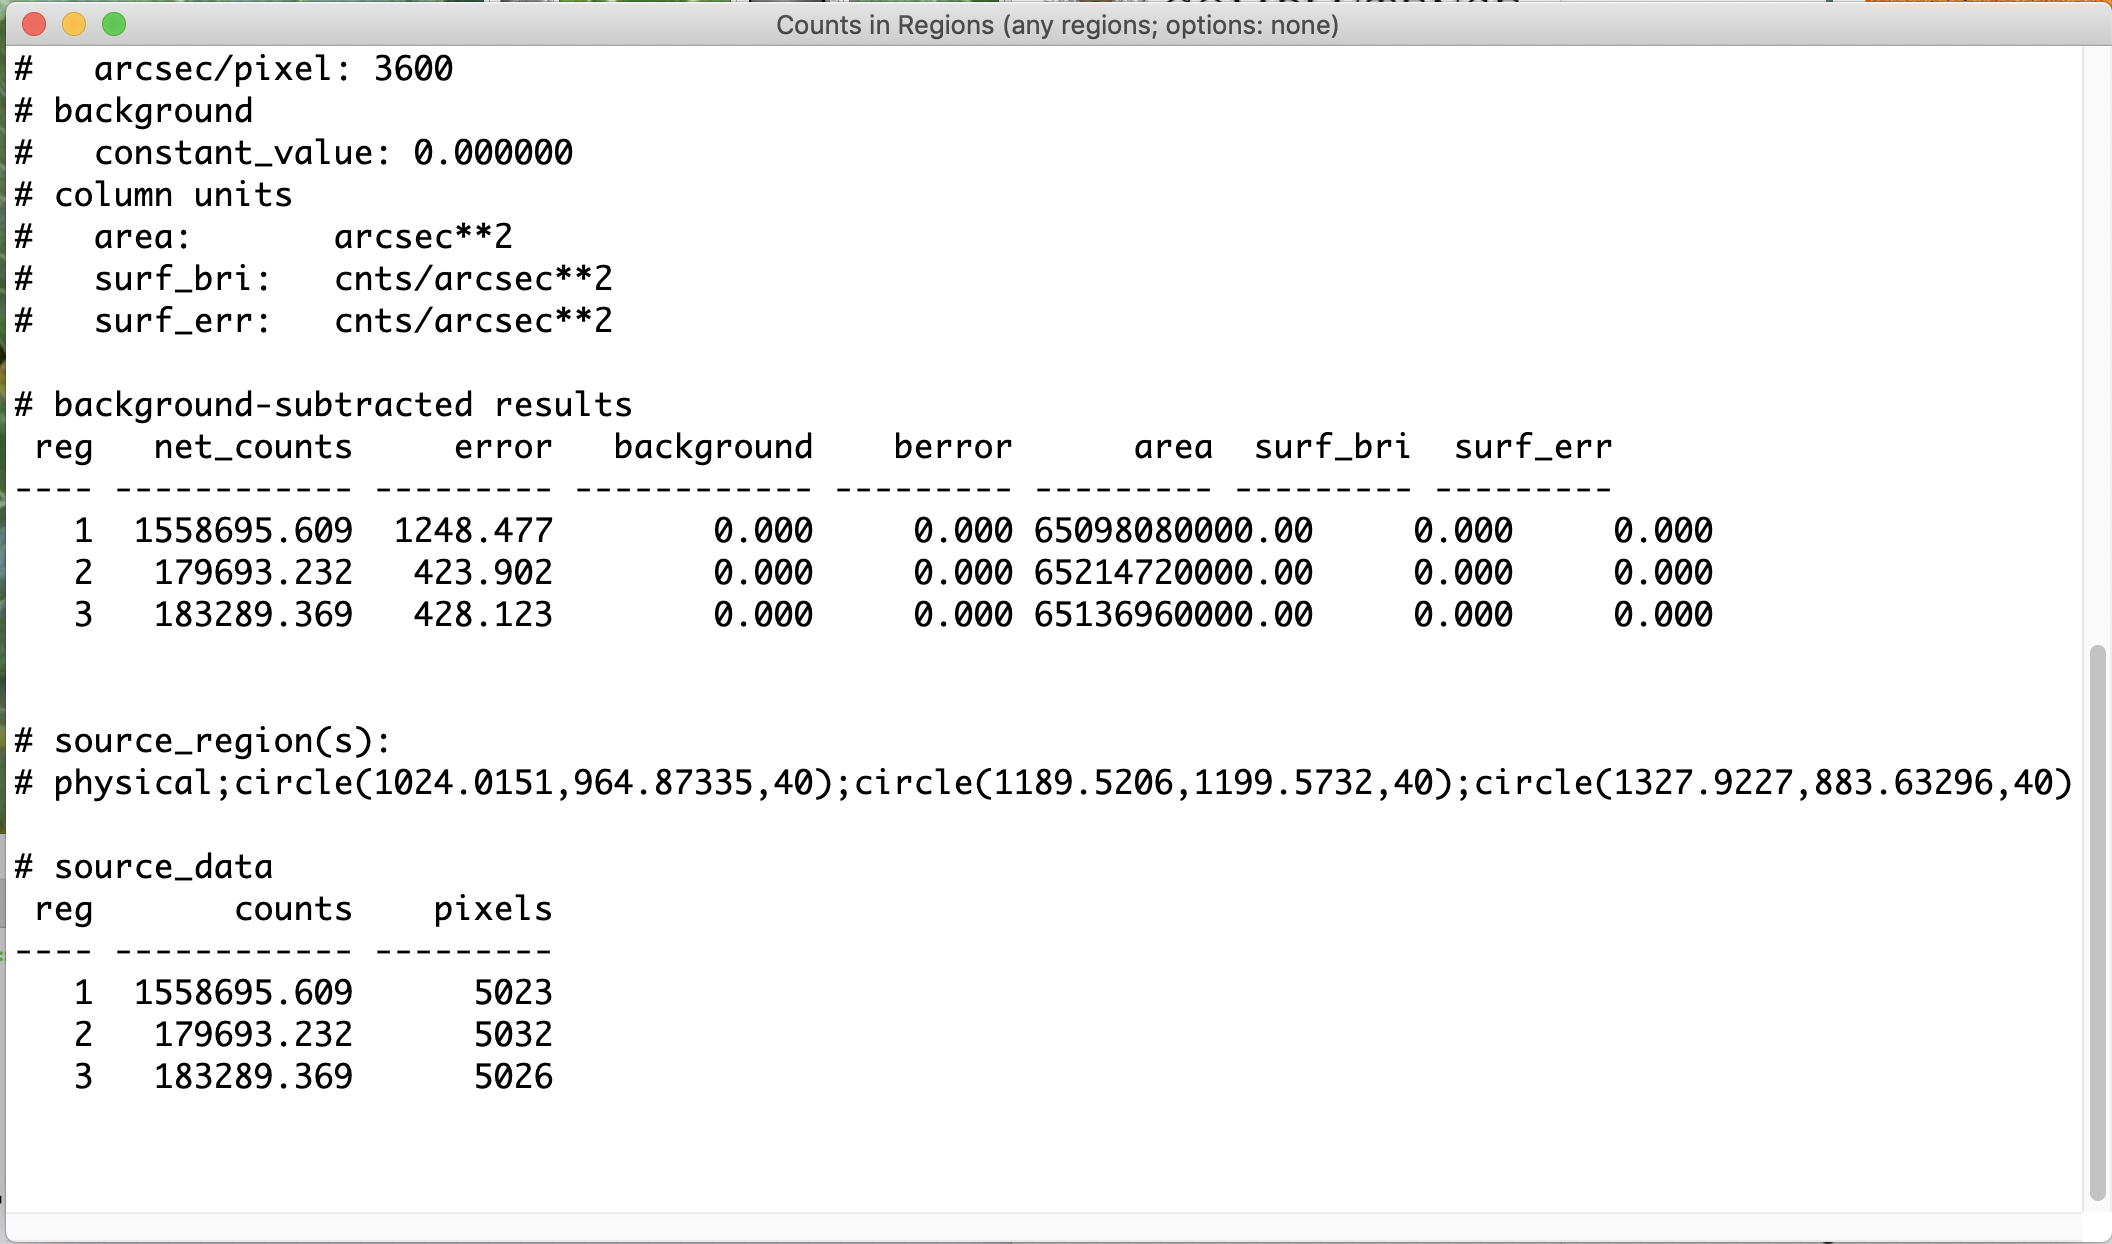 Counts in Regions (any regions; options: none)
#   arcsec/pixel: 3600
# background
#   constant_value: 0.000000
# column units
#   area:       arcsec**2
#   surf_bri:   cnts/arcsec**2
#   surf_err:   cnts/arcsec**2
# background-subtracted results
 reg   net_counts     error   background    berror      area  surf_bri  surf_err
---- ------------ --------- ------------ --------- --------- --------- ---------
   1  1558695.609  1248.477        0.000     0.000 65098080000.00     0.000     0.000
   2   179693.232   423.902        0.000     0.000 65214720000.00     0.000     0.000
   3   183289.369   428.123        0.000     0.000 65136960000.00     0.000     0.000
# source_region(s):
# physical;circle(1024.0151,964.87335,40);circle(1189.5206,1199.5732,40);circle(1327.9227,883.63296,40)
# source_data
 reg       counts    pixels
---- ------------ ---------
   1  1558695.609      5023
   2   179693.232      5032
   3   183289.369      5026